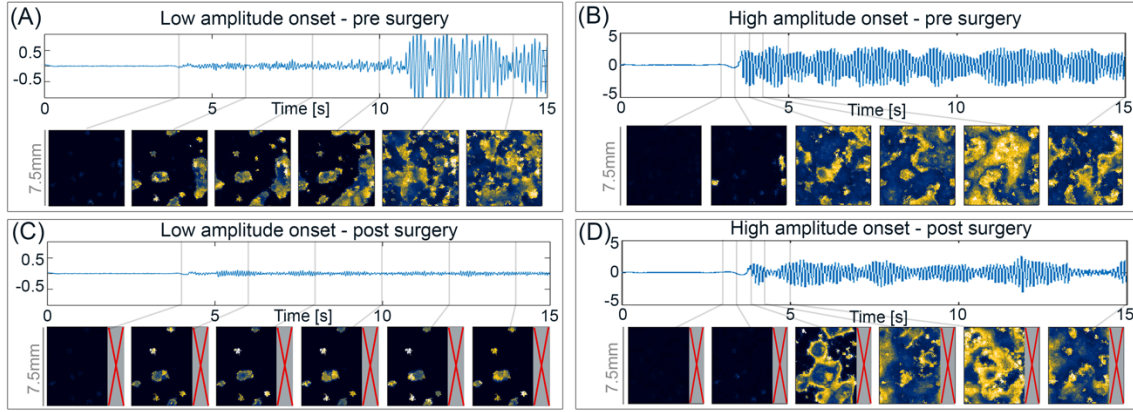 (A) Low amplitude onset - pre surgery
0.5
-0.5
0 5 10 15
Time [s]
7.5mm
(B) High amplitude onset - pre surgery
5
0
-5
0 5 10 15
Time [s]
7.5mm
(C) Low amplitude onset - post surgery
0.5
-0.5
0 5 10 15
Time [s]
7.5mm
(D) High amplitude onset - post surgery
5
0
5
0 5 10 15
Time [s]
7.5mm